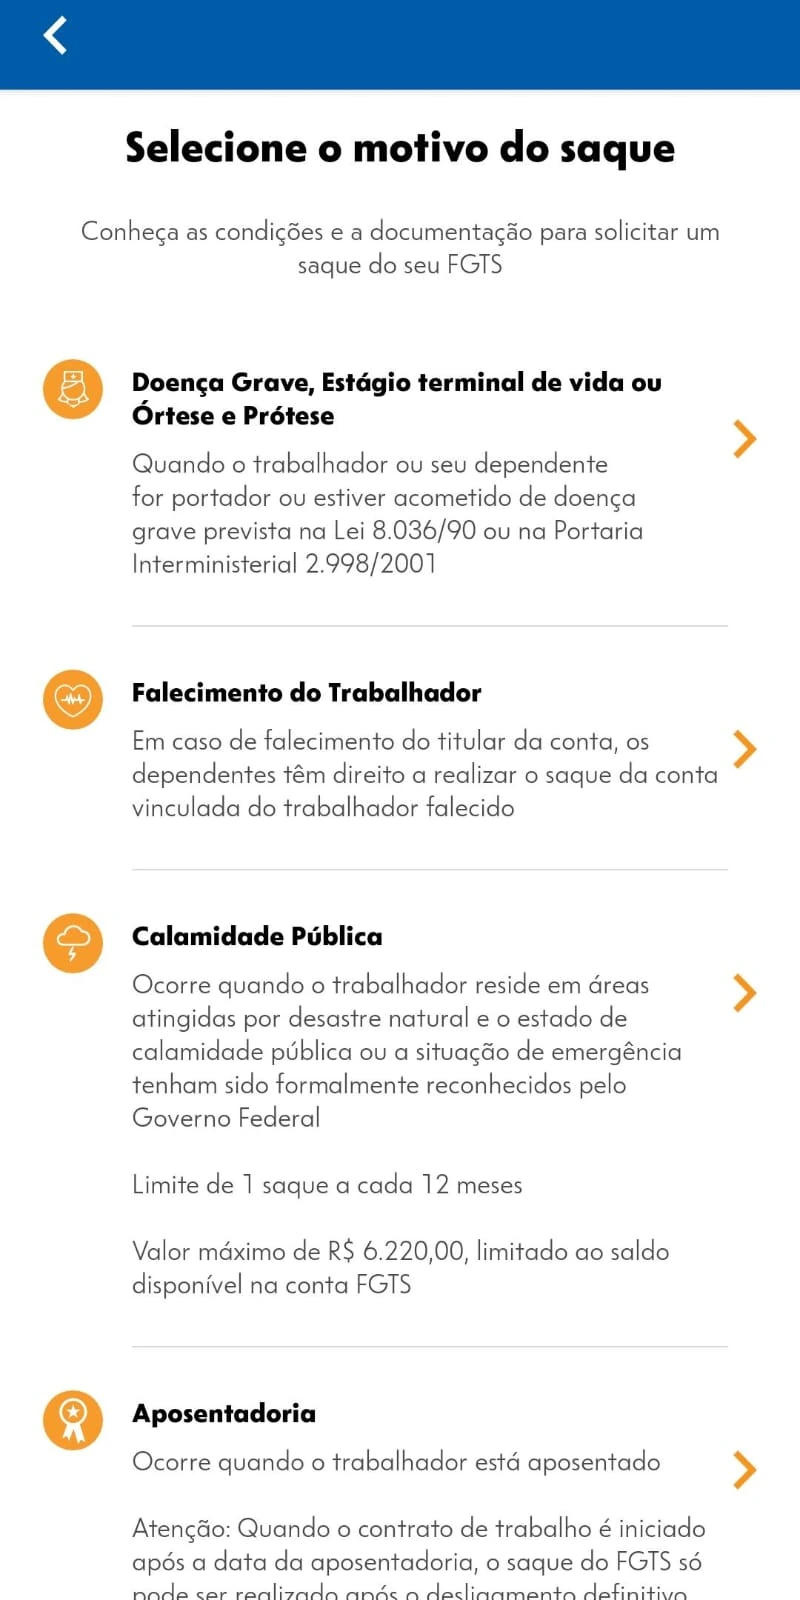 Selecione o motivo do saque
Conheça as condições e a documentação para solicitar um
saque do seu FGTS
Doença Grave, Estágio terminal de vida ou
Órtese e Prótese
Quando o trabalhador ou seu dependente
for portador ou estiver acometido de doença
grave prevista na Lei 8.036/90 ou na Portaria
Interministerial 2.998/2001
Falecimento do Trabalhador
Em caso de falecimento do titular da conta, os
dependentes têm direito a realizar o saque da conta
vinculada do trabalhador falecido
Calamidade Pública
Ocorre quando o trabalhador reside em áreas
atingidas por desastre natural e o estado de
calamidade pública ou a situação de emergência
tenham sido formalmente reconhecidos pelo
Governo Federal
Limite de 1 saque a cada 12 meses
Valor máximo de R$ 6.220,00, limitado ao saldo
disponível na conta FGTS
Aposentadoria
Ocorre quando o trabalhador está aposentado
Atenção: Quando o contrato de trabalho é iniciado
após a data da aposentadoria, o saque do FGTS só
pode ser realizado após o desligamento definitivo